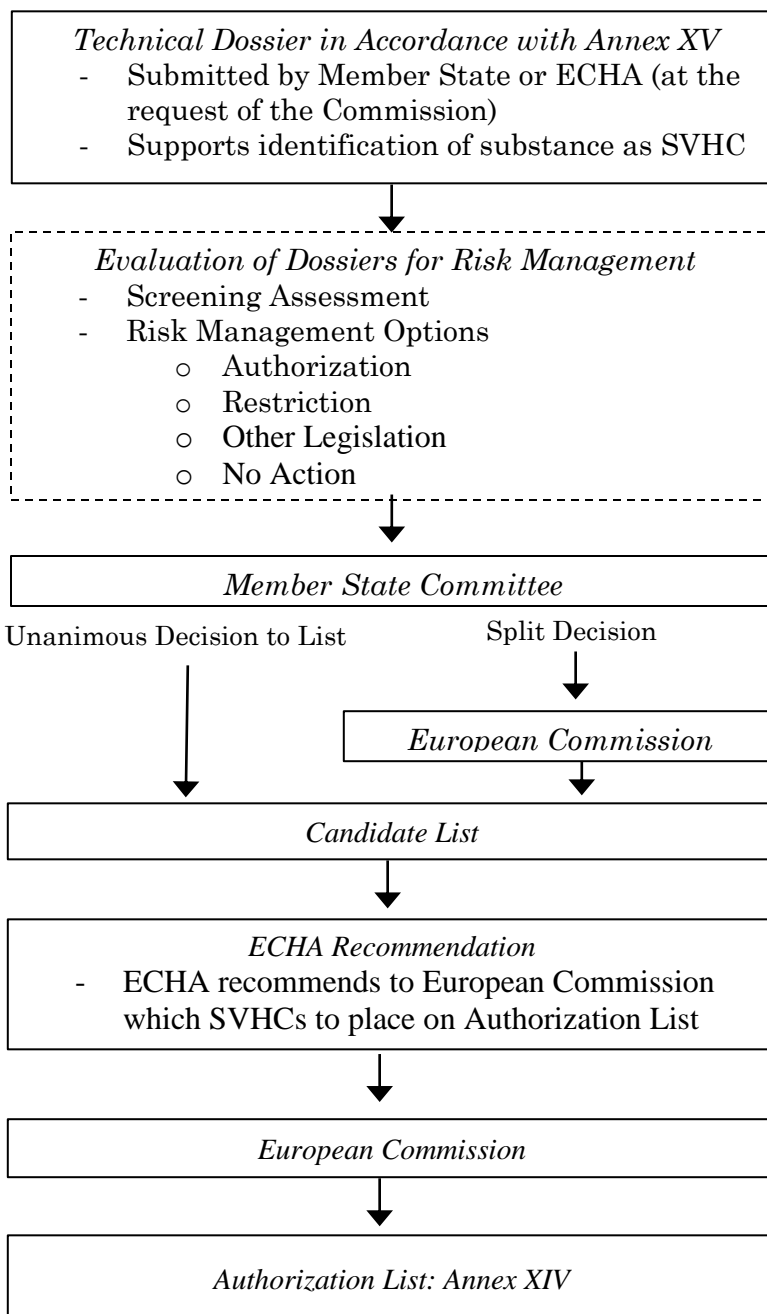 Technical Dossier in Accordance with Annex XV
- Submitted by Member State or ECHA (at the
request of the Commission)
- Supports identification of substance as SVHC
Evaluation of Dossiers for Risk Management
- Screening Assessment
- Risk Management Options
o Authorization
o Restriction
o Other Legislation
o No Action
Member State Committee
Unanimous Decision to List
Split Decision
European Commission
Candidate List
ECHA Recommendation
- ECHA recommends to European Commission
which SVHCs to place on Authorization List
European Commission
Authorization List: Annex XIV